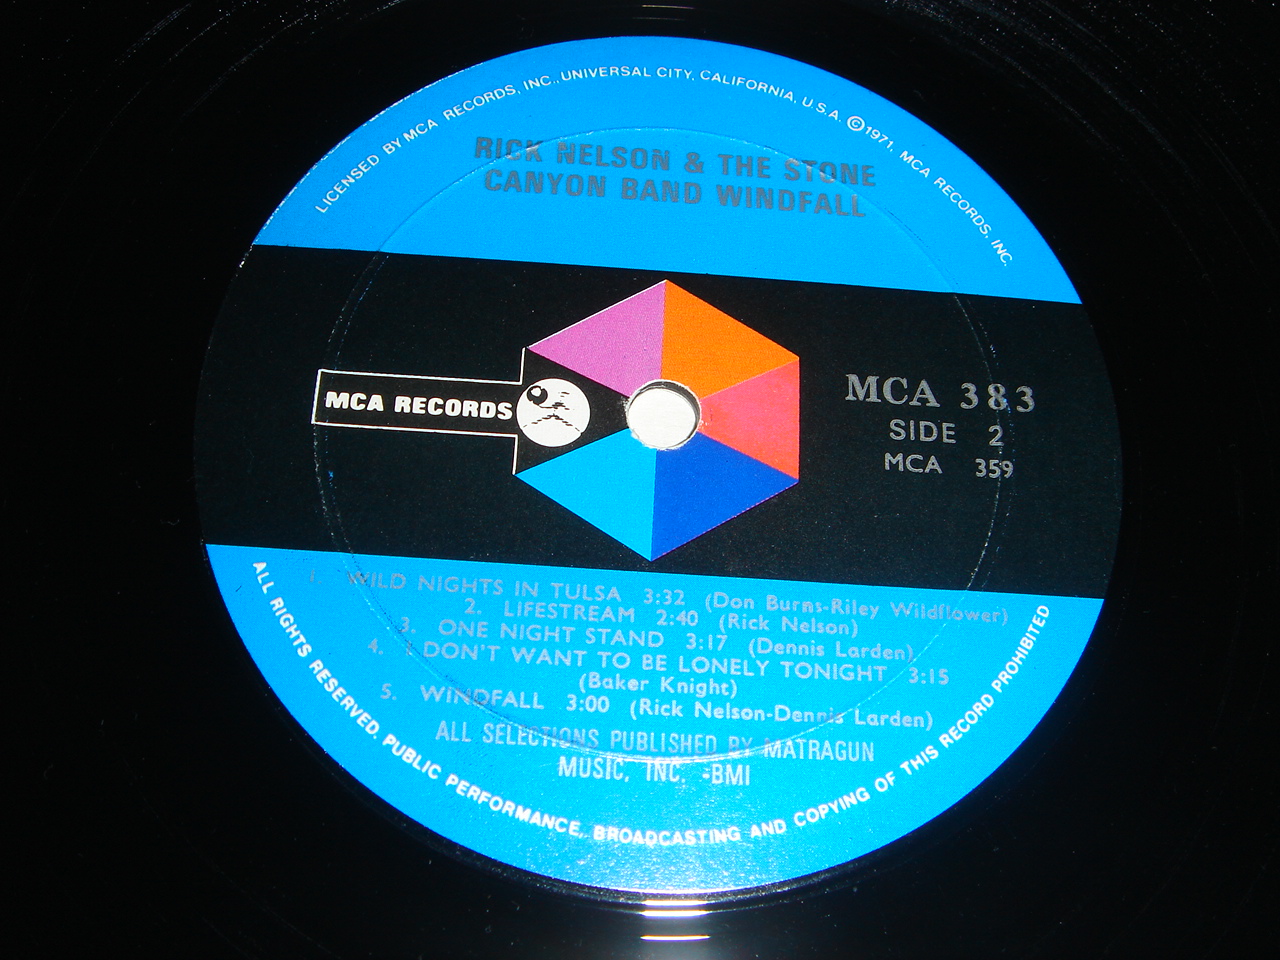 LICENSED BY MCA RECORDS, INC., UNIVERSAL CITY, CALIFORNIA, U.S.A. ©1971, MCA RECORDS, INC.
RICK NELSON & THE STONE
CANYON BAND WINDFALL
MCA RECORDS
MCA 383
SIDE 2
MCA 359
1. WILD NIGHTS IN TULSA 3:32 (Don Burns-Riley Wildflower)
2. LIFESTREAM 2:40 (Rick Nelson)
3. ONE NIGHT STAND 3:17 (Dennis Larden)
4. I DON'T WANT TO BE LONELY TONIGHT 3:15
(Baker Knight)
5. WINDFALL 3:00 (Rick Nelson-Dennis Larden)
ALL SELECTIONS PUBLISHED BY MATRAGUN
MUSIC, INC. -BMI
ALL RIGHTS RESERVED. PUBLIC PERFORMANCE, BROADCASTING AND COPYING OF THIS RECORD PROHIBITED